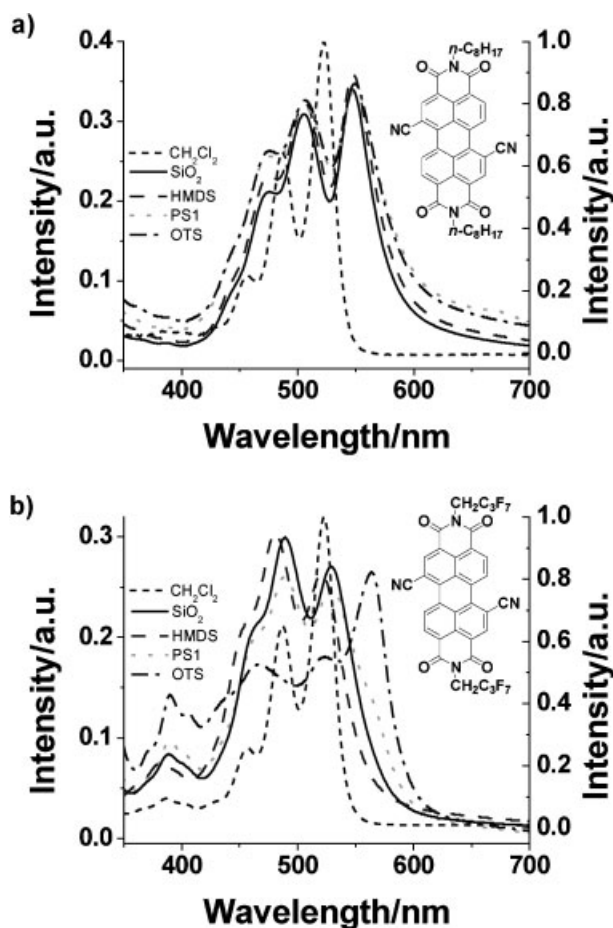 a)
0.4
0.3
0.2
0.1
0.0
Intensity/a.u.
CH₂Cl₂
SiO₂
HMDS
PS1
OTS
n-C₈H₁₇
O N O
NC
CN
O N O
n-C₈H₁₇
1.0
0.8
0.6
0.4
0.2
0.0
Intensity/a.u.
400 500 600 700
Wavelength/nm
b)
0.3
0.2
0.1
0.0
Intensity/a.u.
CH₂Cl₂
SiO₂
HMDS
PS1
OTS
CH₂C₃F₇
O N O
NC
CN
O N O
CH₂C₃F₇
1.0
0.8
0.6
0.4
0.2
0.0
Intensity/a.u.
400 500 600 700
Wavelength/nm